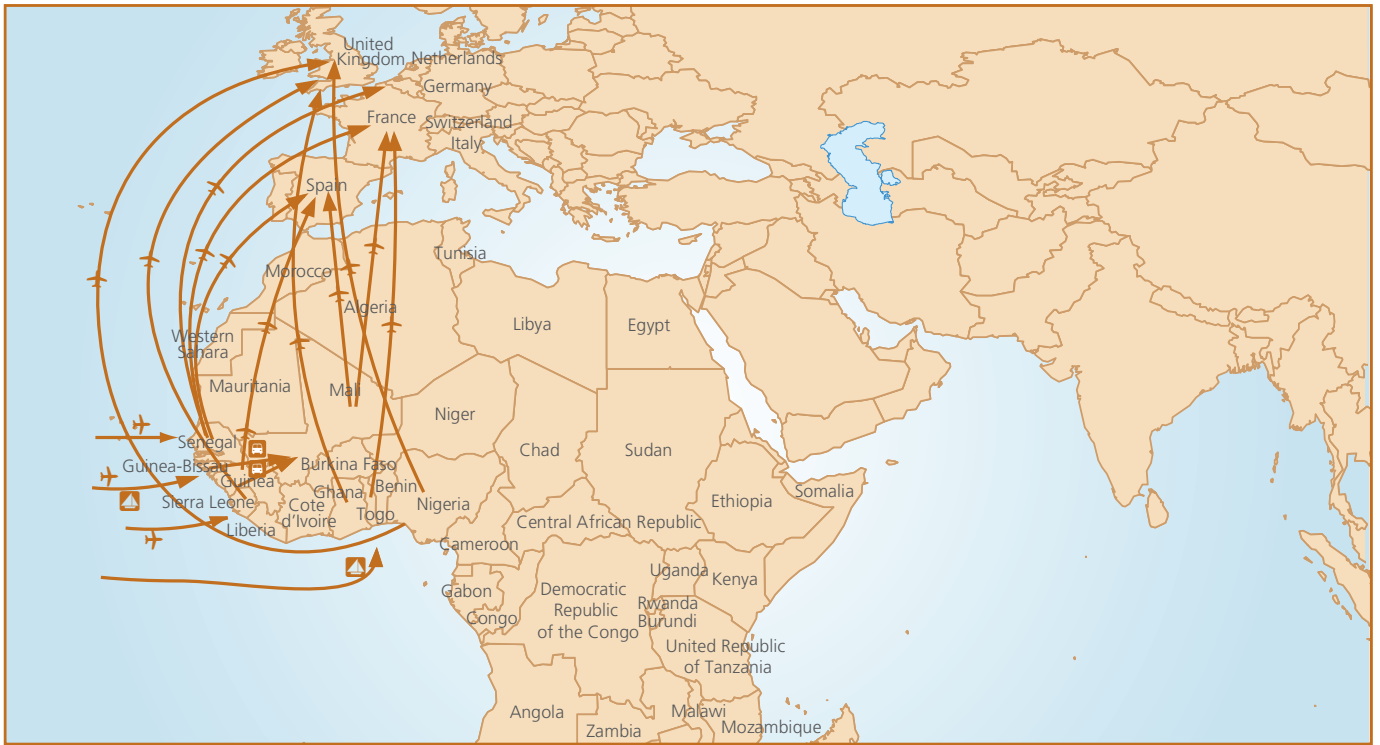 United
Kingdom
Netherlands
Germany
France
Switzerland
Italy
Spain
Tunisia
Morocco
Algeria
Libya
Egypt
Western
Sahara
Mauritania
Mali
Niger
Chad
Sudan
Senegal
Guinea-Bissau
Guinea
Burkina Faso
Sierra Leone
Liberia
Cote
d'Ivoire
Ghana
Togo
Benin
Nigeria
Ethiopia
Somalia
Central African Republic
Cameroon
Uganda
Kenya
Gabon
Congo
Democratic
Republic
of the Congo
Rwanda
Burundi
United Republic
of Tanzania
Angola
Zambia
Malawi
Mozambique